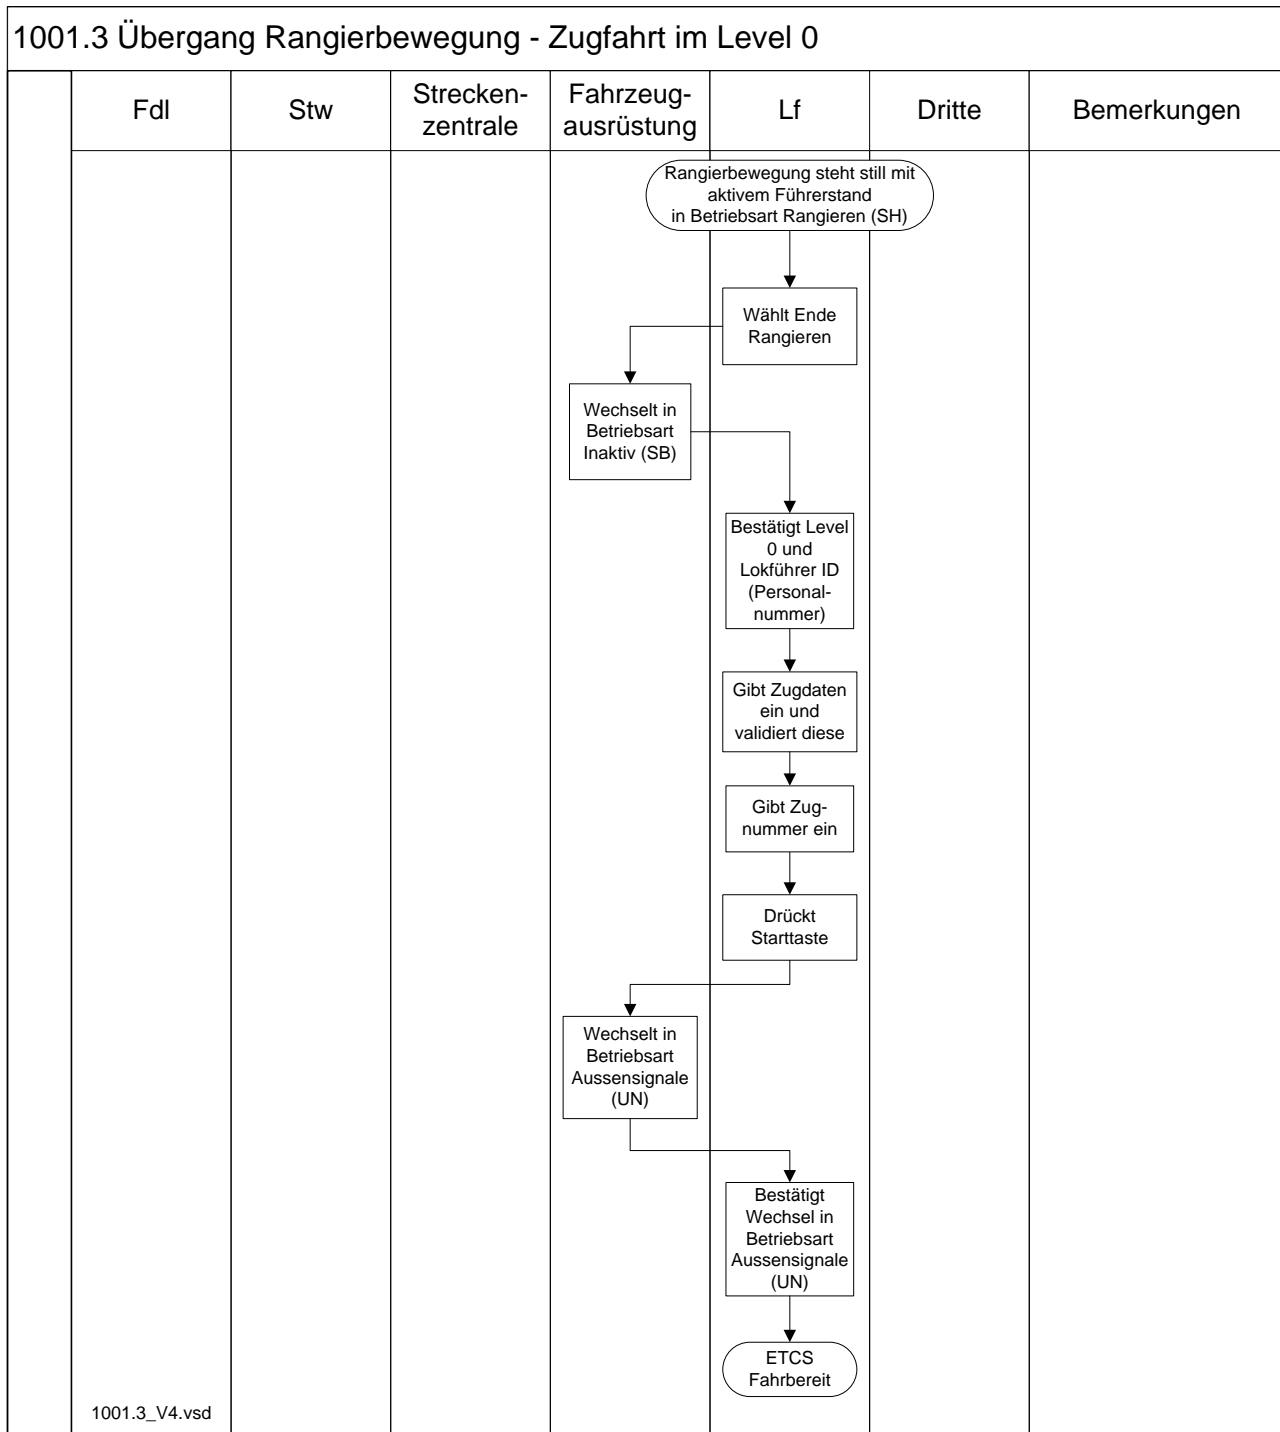 1001.3 Übergang Rangierbewegung - Zugfahrt im Level 0
Fdl
Stw
Strecken-
zentrale
Fahrzeug-
ausrüstung
Lf
Dritte
Bemerkungen
Rangierbewegung steht still mit
aktivem Führerstand
in Betriebsart Rangieren (SH)
Wählt Ende
Rangieren
Wechselt in
Betriebsart
Inaktiv (SB)
Bestätigt Level
0 und
Lokführer ID
(Personal-
nummer)
Gibt Zugdaten
ein und
validiert diese
Gibt Zug-
nummer ein
Drückt
Starttaste
Wechselt in
Betriebsart
Aussensignale
(UN)
Bestätigt
Wechsel in
Betriebsart
Aussensignale
(UN)
ETCS
Fahrbereit
1001.3_V4.vsd